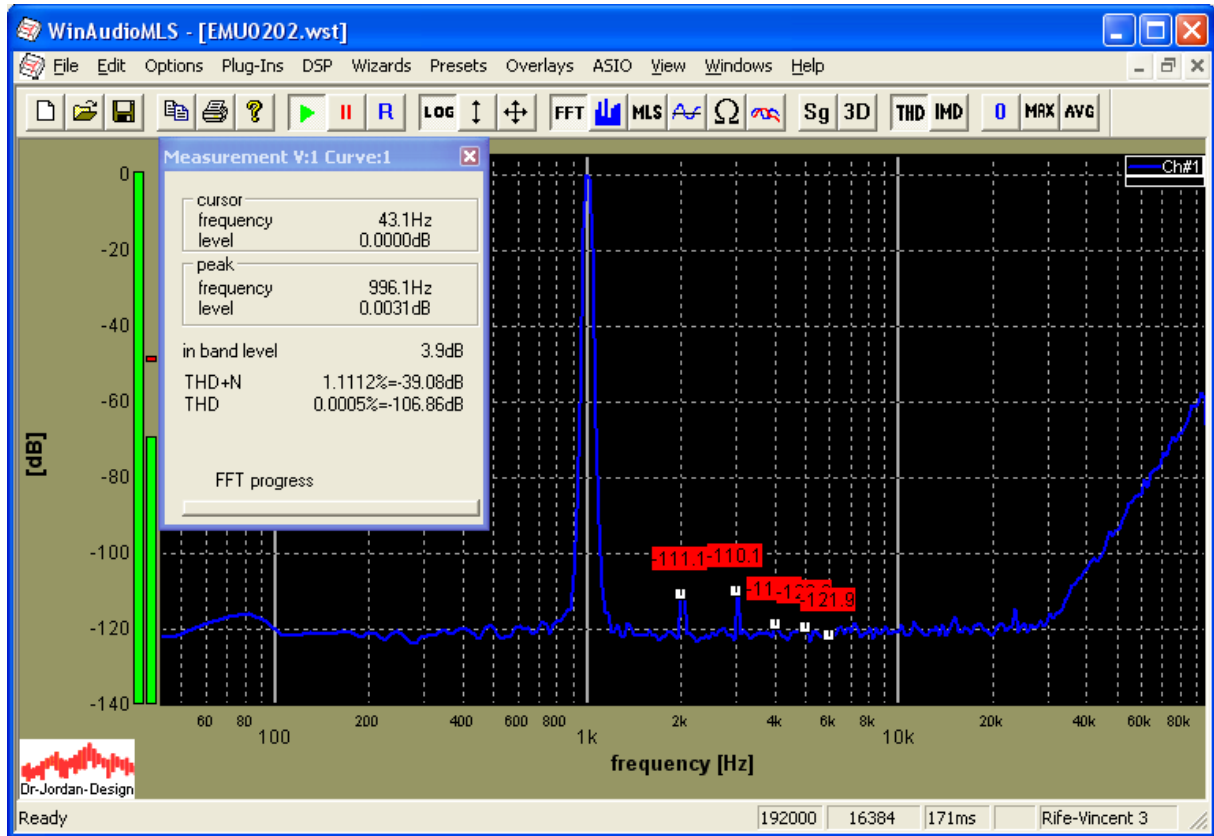 WinAudioMLS - [EMU0202.wst]
File Edit Options Plug-Ins DSP Wizards Presets Overlays ASIO View Windows Help
R LOG FFT MLS Ω Sg 3D THD IMD 0 MAX AVG
Measurement V:1 Curve:1
cursor
frequency 43.1Hz
level 0.0000dB
peak
frequency 996.1Hz
level 0.0031dB
in band level 3.9dB
THD+N 1.1112%=-39.08dB
THD 0.0005%=-106.86dB
FFT progress
Ch#1
0
-20
-40
-60
-80
-100
-120
-140
[dB]
-111.1 -110.1
-121.9
60 80 200 400 600 800 2k 4k 6k 8k 20k 40k 60k 80k
100 1k 10k
frequency [Hz]
Dr-Jordan-Design
Ready 192000 16384 171ms Rife-Vincent 3